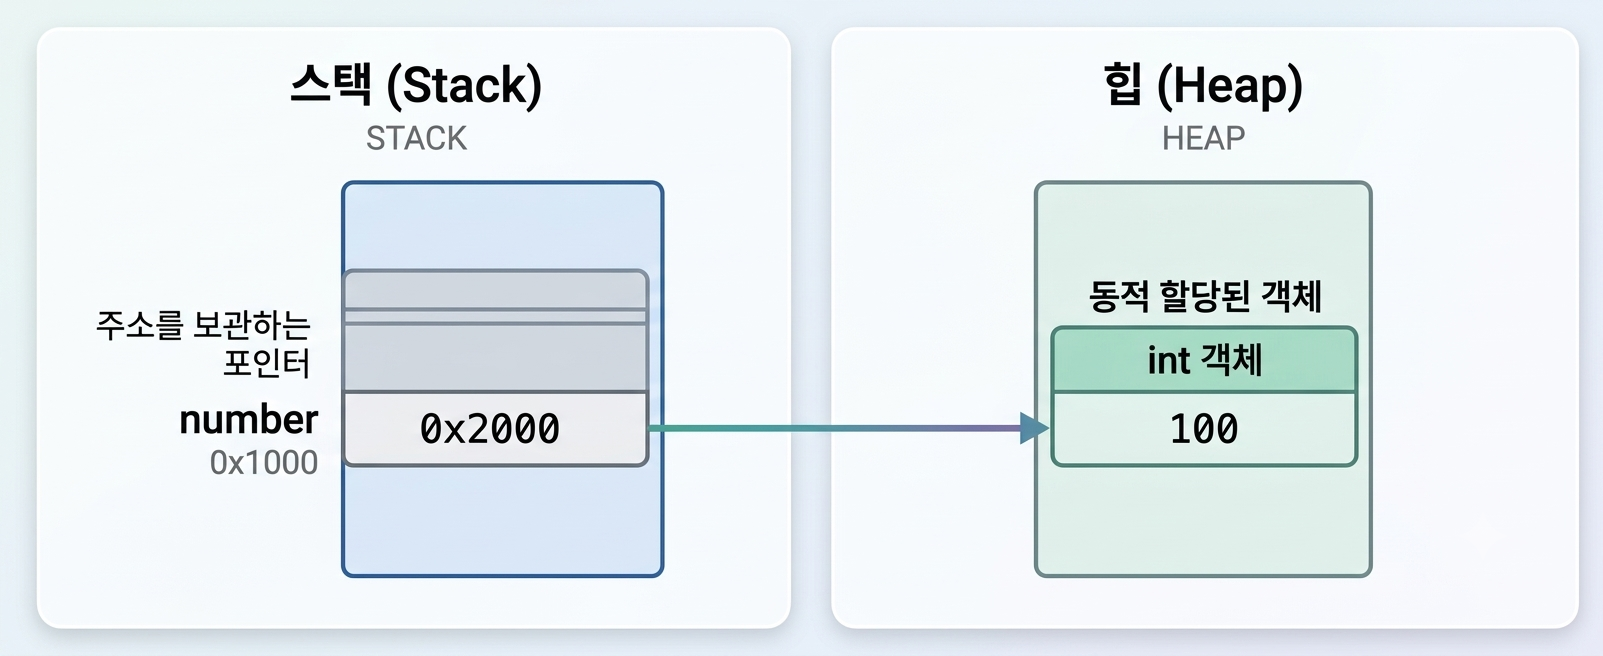 스택 (Stack)
STACK
주소를 보관하는
포인터
number
0x1000
0x2000
힙 (Heap)
HEAP
동적 할당된 객체
int 객체
100